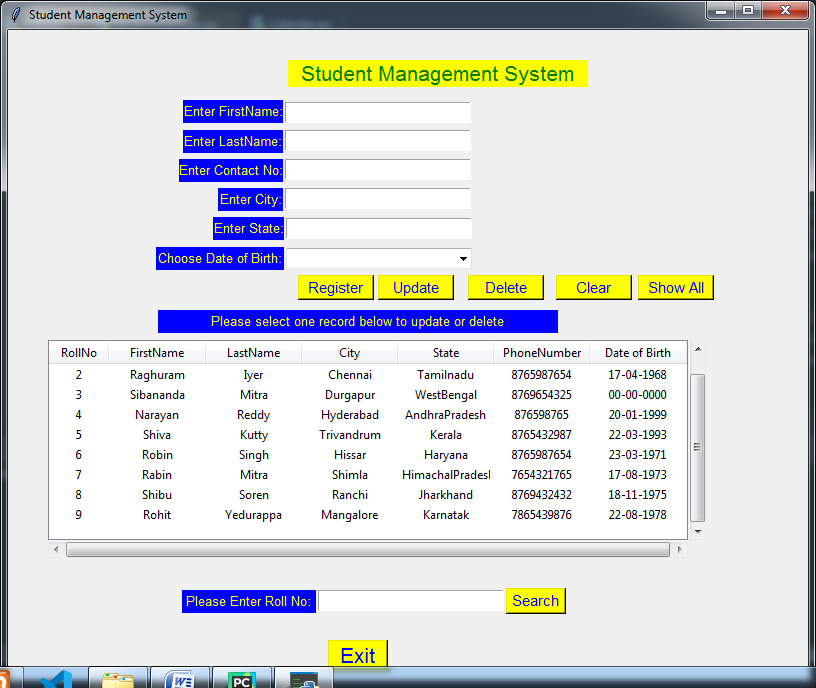 Student Management System
Student Management System
Enter FirstName:
Enter LastName:
Enter Contact No:
Enter City:
Enter State:
Choose Date of Birth:
Register Update Delete Clear Show All
Please select one record below to update or delete
RollNo FirstName LastName City State PhoneNumber Date of Birth
2 Raghuram Iyer Chennai Tamilnadu 8765987654 17-04-1968
3 Sibananda Mitra Durgapur WestBengal 8769654325 00-00-0000
4 Narayan Reddy Hyderabad AndhraPradesh 876598765 20-01-1999
5 Shiva Kutty Trivandrum Kerala 8765432987 22-03-1993
6 Robin Singh Hissar Haryana 8765987654 23-03-1971
7 Rabin Mitra Shimla HimachalPradesl 7654321765 17-08-1973
8 Shibu Soren Ranchi Jharkhand 8769432432 18-11-1975
9 Rohit Yedurappa Mangalore Karnatak 7865439876 22-08-1978
Please Enter Roll No: Search
Exit
W PC